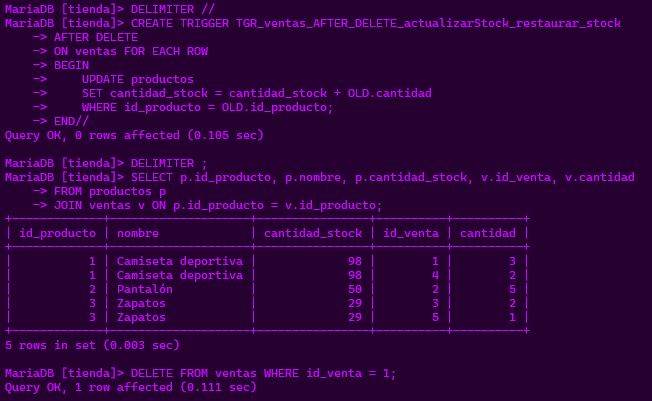 MariaDB [tienda]> DELIMITER //
MariaDB [tienda]> CREATE TRIGGER TGR_ventas_AFTER_DELETE_actualizarStock_restaurar_stock
    -> AFTER DELETE
    -> ON ventas FOR EACH ROW
    -> BEGIN
    ->     UPDATE productos
    ->     SET cantidad_stock = cantidad_stock + OLD.cantidad
    ->     WHERE id_producto = OLD.id_producto;
    -> END//
Query OK, 0 rows affected (0.105 sec)

MariaDB [tienda]> DELIMITER ;
MariaDB [tienda]> SELECT p.id_producto, p.nombre, p.cantidad_stock, v.id_venta, v.cantidad
    -> FROM productos p
    -> JOIN ventas v ON p.id_producto = v.id_producto;
+-------------+--------------------+----------------+----------+----------+
| id_producto | nombre             | cantidad_stock | id_venta | cantidad |
+-------------+--------------------+----------------+----------+----------+
|           1 | Camiseta deportiva |             98 |        1 |        3 |
|           1 | Camiseta deportiva |             98 |        4 |        2 |
|           2 | Pantalón           |             50 |        2 |        5 |
|           3 | Zapatos            |             29 |        3 |        2 |
|           3 | Zapatos            |             29 |        5 |        1 |
+-------------+--------------------+----------------+----------+----------+
5 rows in set (0.003 sec)

MariaDB [tienda]> DELETE FROM ventas WHERE id_venta = 1;
Query OK, 1 row affected (0.111 sec)